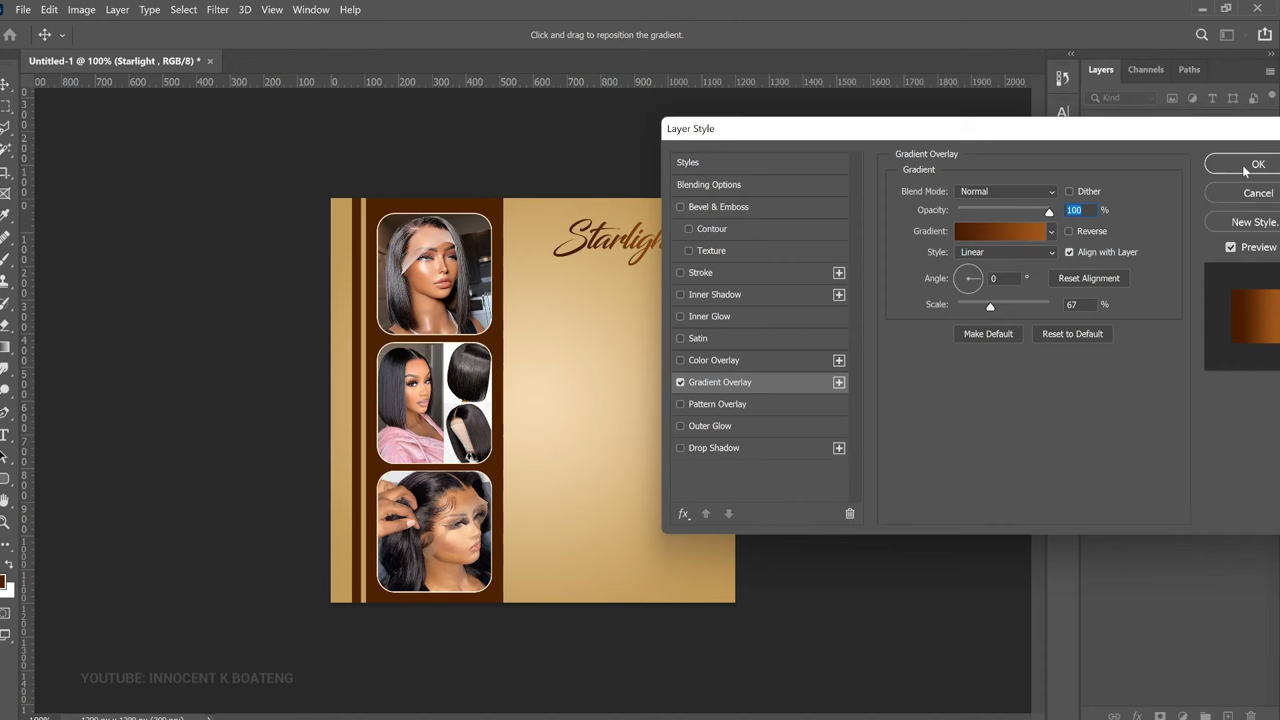 File Edit Image Layer Type Select Filter 3D View Window Help
Click and drag to reposition the gradient.
Untitled-1 @ 100% (Starlight , RGB/8) * ×
Layers Channels Paths
Kind
Layer Style
Styles
Blending Options
Bevel & Emboss
Contour
Texture
Stroke
Inner Shadow
Inner Glow
Satin
Color Overlay
Gradient Overlay
Pattern Overlay
Outer Glow
Drop Shadow
fx
Gradient Overlay
Gradient
Blend Mode: Normal Dither
Opacity: 100 %
Gradient: Reverse
Style: Linear Align with Layer
Angle: 0 ° Reset Alignment
Scale: 67 %
Make Default Reset to Default
OK
Cancel
New Style...
Preview
Starligh
YOUTUBE: INNOCENT K BOATENG